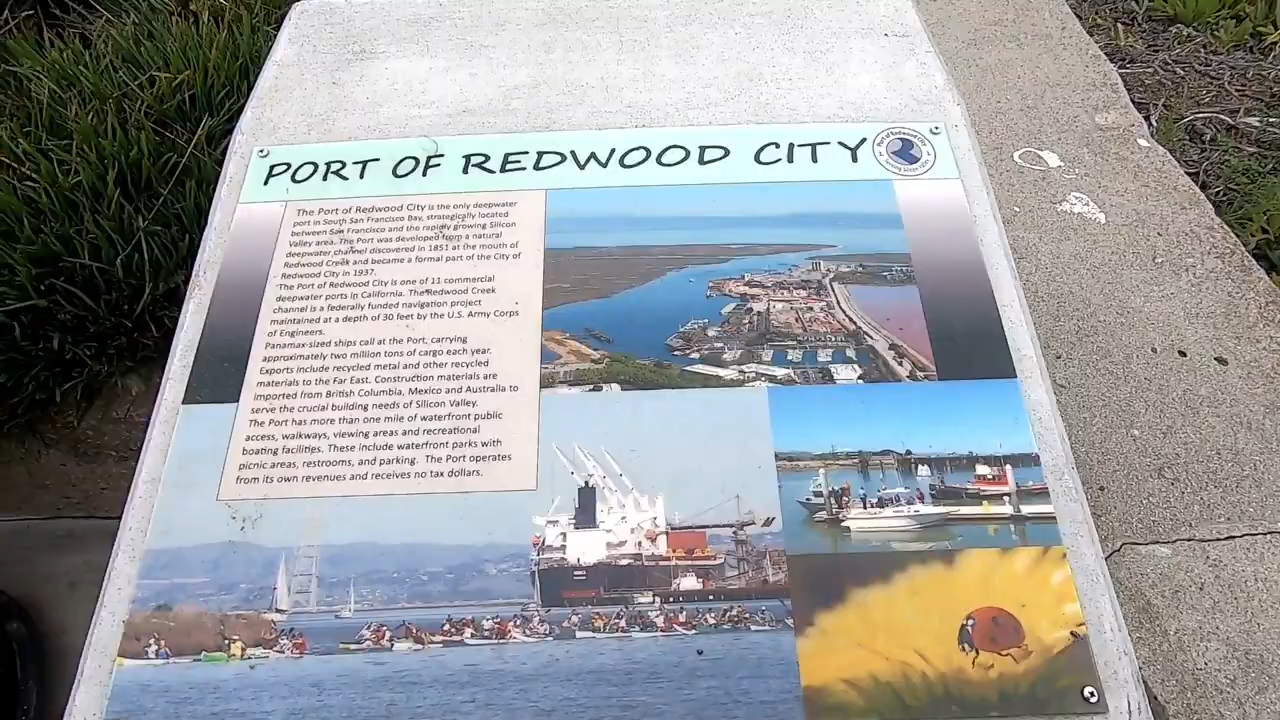 PORT OF REDWOOD CITY
Port of Redwood City
The Port of Redwood City is the only deepwater
port in South San Francisco Bay, strategically located
between San Francisco and the rapidly growing Silicon
Valley area. The Port was developed from a natural
deepwater channel discovered in 1851 at the mouth of
Redwood Creek and became a formal part of the City of
Redwood City in 1937.
The Port of Redwood City is one of 11 commercial
deepwater ports in California. The Redwood Creek
channel is a federally funded navigation project
maintained at a depth of 30 feet by the U.S. Army Corps
of Engineers.
Panamax-sized ships call at the Port, carrying
approximately two million tons of cargo each year.
Exports include recycled metal and other recycled
materials to the Far East. Construction materials are
imported from British Columbia, Mexico and Australia to
serve the crucial building needs of Silicon Valley.
The Port has more than one mile of waterfront public
access, walkways, viewing areas and recreational
boating facilities. These include waterfront parks with
picnic areas, restrooms, and parking. The Port operates
from its own revenues and receives no tax dollars.